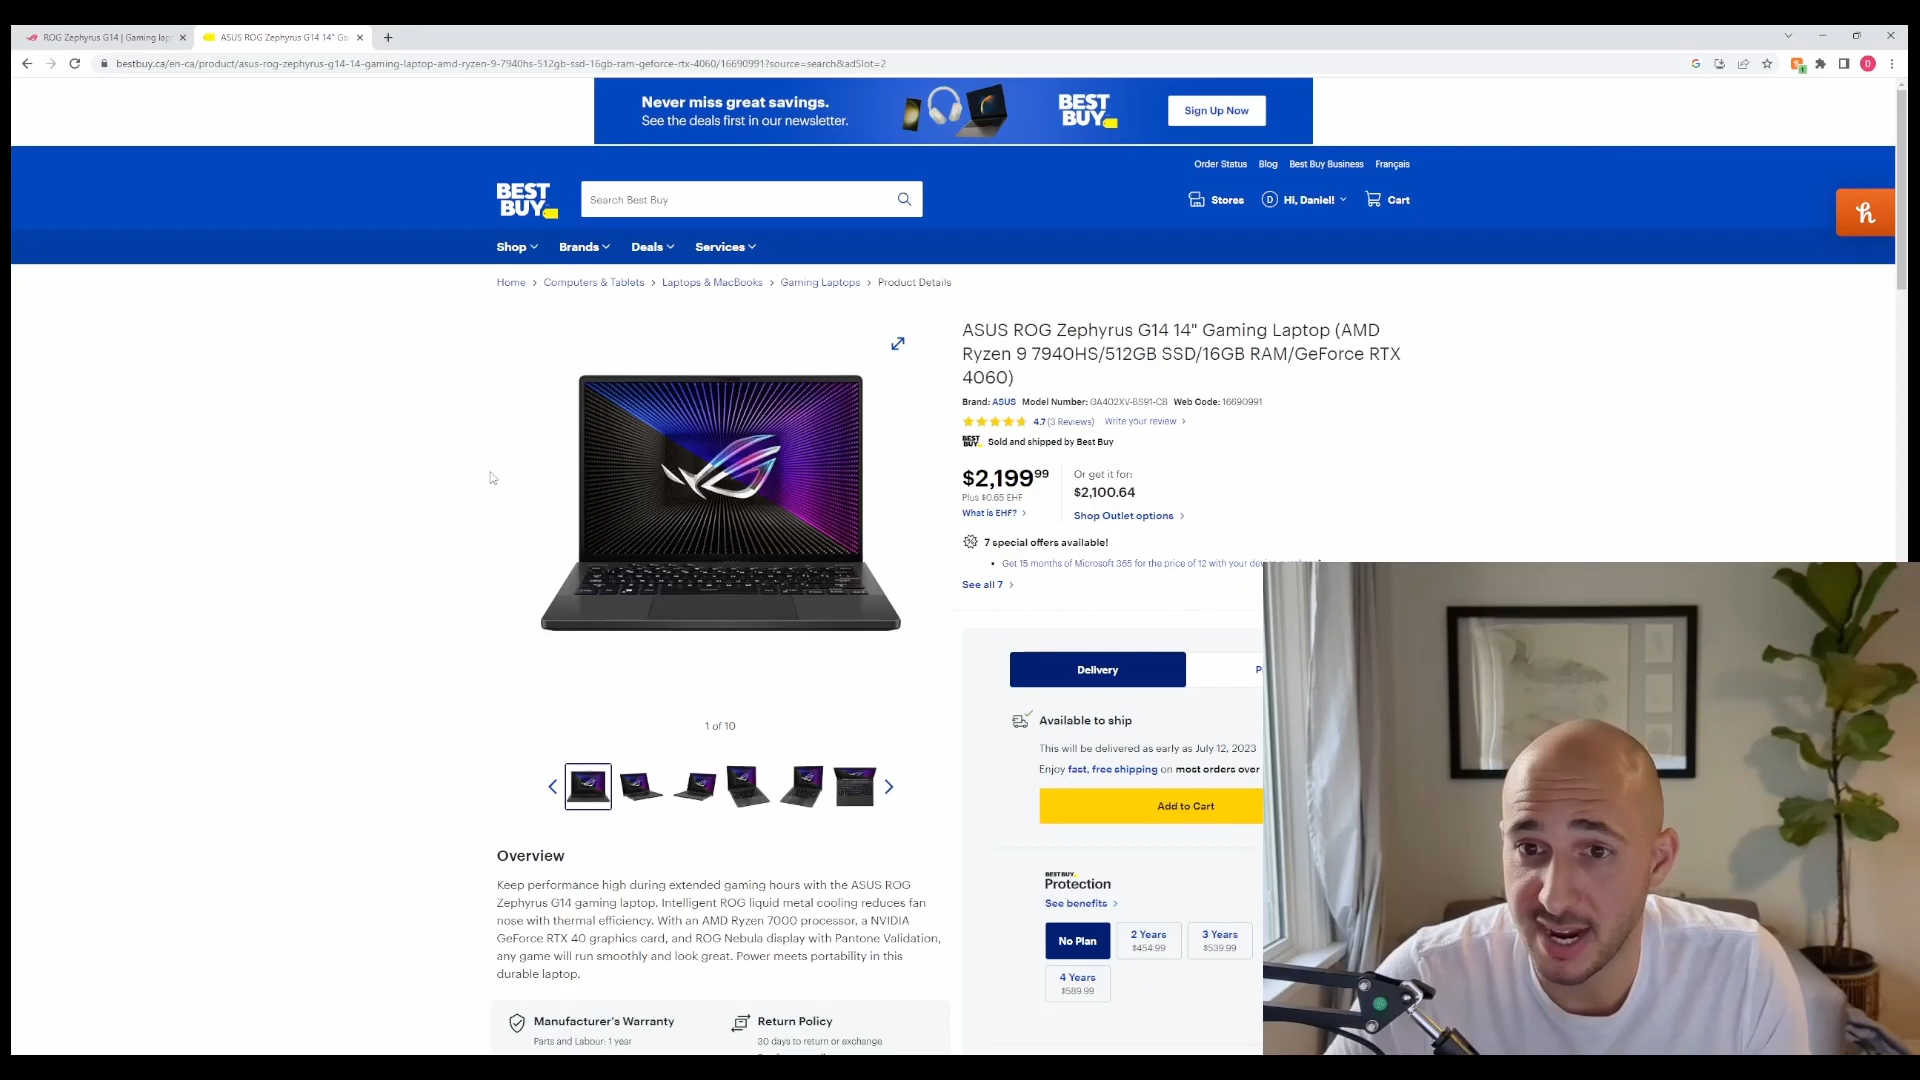 ROG Zephyrus G14 | Gaming lap
ASUS ROG Zephyrus G14 14" Ga
bestbuy.ca/en-ca/product/asus-rog-zephyrus-g14-14-gaming-laptop-amd-ryzen-9-7940hs-512gb-ssd-16gb-ram-geforce-rtx-4060/16690991?source=search&adSlot=2
D
Never miss great savings.
See the deals first in our newsletter.
BEST BUY
Sign Up Now
Order Status Blog Best Buy Business Français
BEST BUY
Search Best Buy
Stores
D Hi, Daniel!
Cart
h
Shop Brands Deals Services
Home > Computers & Tablets > Laptops & MacBooks > Gaming Laptops > Product Details
ASUS ROG Zephyrus G14 14" Gaming Laptop (AMD
Ryzen 9 7940HS/512GB SSD/16GB RAM/GeForce RTX
4060)
Brand: ASUS Model Number: GA402XV-BS91-CB Web Code: 16690991
4.7 (3 Reviews) Write your review >
BEST BUY Sold and shipped by Best Buy
$2,199.99
Plus $0.65 EHF
What is EHF? >
Or get it for:
$2,100.64
Shop Outlet options >
7 special offers available!
• Get 15 months of Microsoft 365 for the price of 12 with your
See all 7 >
Delivery
P
Available to ship
This will be delivered as early as July 12, 2023
Enjoy fast, free shipping on most orders over
Add to Cart
1 of 10
BEST BUY
Protection
See benefits >
No Plan
2 Years
$454.99
3 Years
$539.99
4 Years
$589.99
Overview
Keep performance high during extended gaming hours with the ASUS ROG
Zephyrus G14 gaming laptop. Intelligent ROG liquid metal cooling reduces fan
nose with thermal efficiency. With an AMD Ryzen 7000 processor, a NVIDIA
GeForce RTX 40 graphics card, and ROG Nebula display with Pantone Validation,
any game will run smoothly and look great. Power meets portability in this
durable laptop.
Manufacturer's Warranty
Parts and Labour: 1 year
Return Policy
30 days to return or exchange